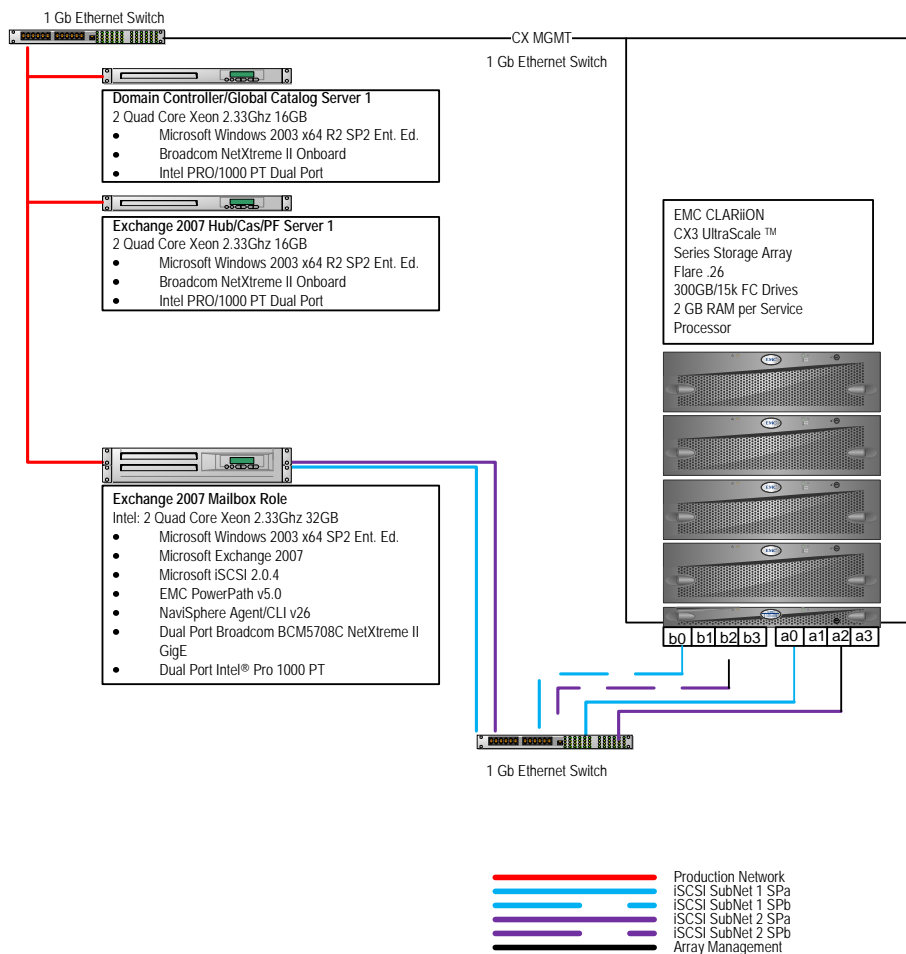 1 Gb Ethernet Switch
CX MGMT
1 Gb Ethernet Switch
Domain Controller/Global Catalog Server 1
2 Quad Core Xeon 2.33Ghz 16GB
● Microsoft Windows 2003 x64 R2 SP2 Ent. Ed.
● Broadcom NetXtreme II Onboard
● Intel PRO/1000 PT Dual Port
Exchange 2007 Hub/Cas/PF Server 1
2 Quad Core Xeon 2.33Ghz 16GB
● Microsoft Windows 2003 x64 R2 SP2 Ent. Ed.
● Broadcom NetXtreme II Onboard
● Intel PRO/1000 PT Dual Port
EMC CLARiiON
CX3 UltraScale ™
Series Storage Array
Flare .26
300GB/15k FC Drives
2 GB RAM per Service
Processor
EMC
EMC
EMC
EMC
Exchange 2007 Mailbox Role
Intel: 2 Quad Core Xeon 2.33Ghz 32GB
● Microsoft Windows 2003 x64 SP2 Ent. Ed.
● Microsoft Exchange 2007
● Microsoft iSCSI 2.0.4
● EMC PowerPath v5.0
● NaviSphere Agent/CLI v26
● Dual Port Broadcom BCM5708C NetXtreme II
GigE
● Dual Port Intel® Pro 1000 PT
b0 b1 b2 b3 a0 a1 a2 a3
1 Gb Ethernet Switch
Production Network
iSCSI SubNet 1 SPa
iSCSI SubNet 1 SPb
iSCSI SubNet 2 SPa
iSCSI SubNet 2 SPb
Array Management